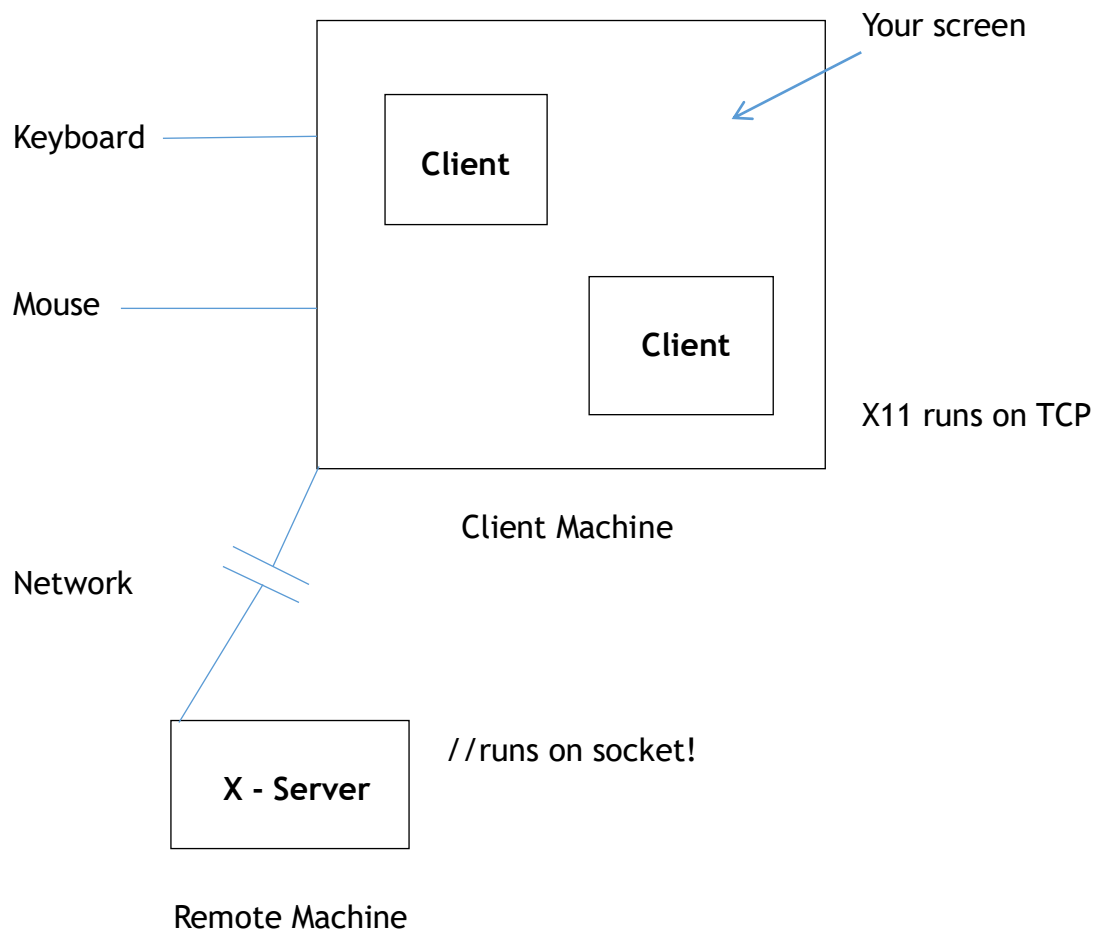 Your screen
Keyboard
Client
Mouse
Client
X11 runs on TCP
Client Machine
Network
//runs on socket!
X - Server
Remote Machine